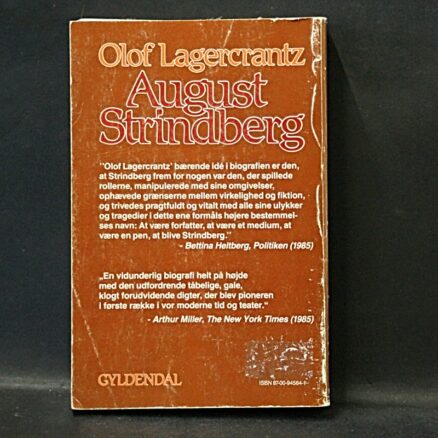 Olof Lagercrantz
August
Strindberg
"Olof Lagercrantz' bærende idé i biografien er den,
at Strindberg frem for nogen var den, der spillede
rollerne, manipulerede med sine omgivelser,
ophævede grænserne mellem virkelighed og fiktion,
og trivedes pragtfuldt og vitalt med alle sine ulykker
og tragedier i dette ene formåls højere bestemmel-
ses navn: At være forfatter, at være et medium, at
være en pen, at blive Strindberg."
- Bettina Heltberg, Politiken (1985)
„En vidunderlig biografi helt på højde
med den udfordrende tåbelige, gale,
klogt forudvidende digter, der blev pioneren
i første række i vor moderne tid og teater."
- Arthur Miller, The New York Times (1985)
GYLDENDAL
ISBN 87-00-94564-1